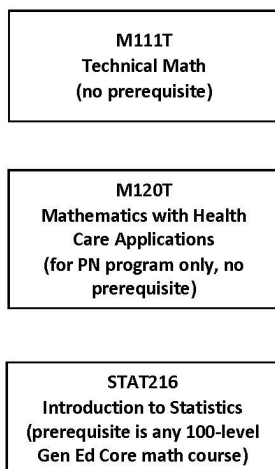 M111T
Technical Math
(no prerequisite)
M120T
Mathematics with Health
Care Applications
(for PN program only, no
prerequisite)
STAT216
Introduction to Statistics
(prerequisite is any 100-level
Gen Ed Core math course)